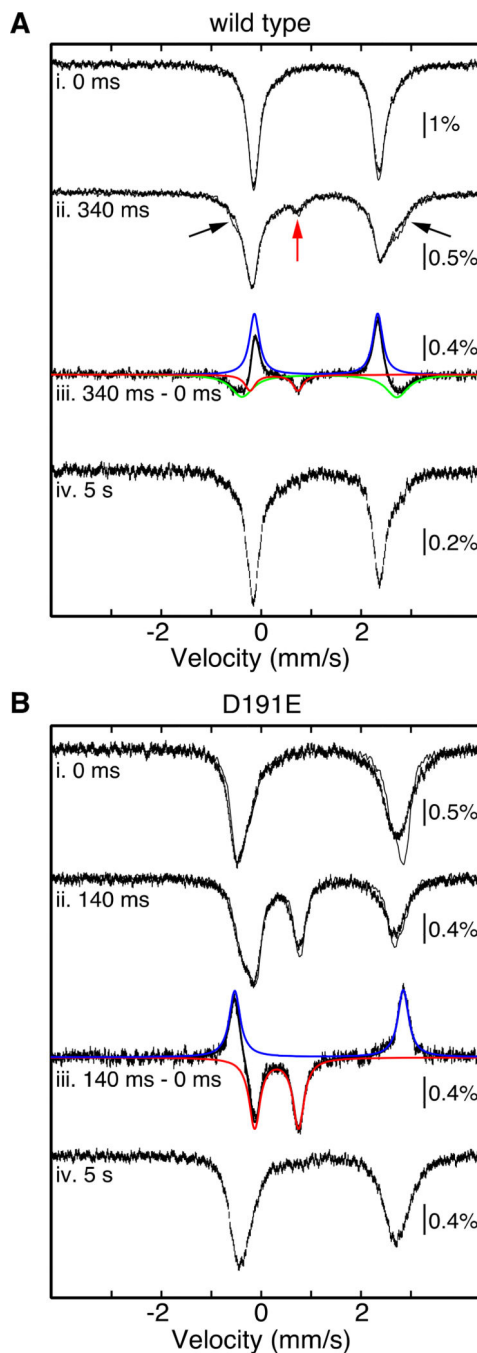 A
wild type
i. 0 ms
1%
ii. 340 ms
0.5%
0.4%
iii. 340 ms - 0 ms
iv. 5 s
0.2%
-2 0 2
Velocity (mm/s)
B
D191E
i. 0 ms
0.5%
ii. 140 ms
0.4%
iii. 140 ms - 0 ms
0.4%
iv. 5 s
0.4%
-2 0 2
Velocity (mm/s)